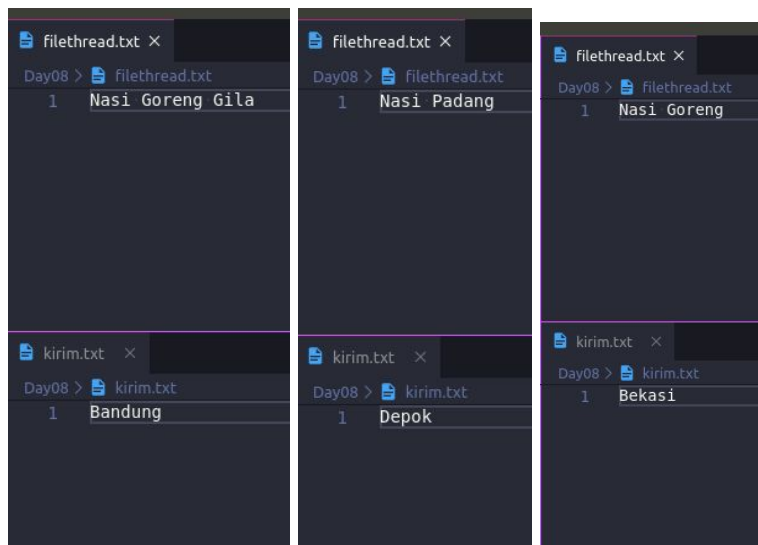 filethread.txt ×
Day08 > filethread.txt
1 Nasi Goreng Gila
kirim.txt ×
Day08 > kirim.txt
1 Bandung
filethread.txt ×
Day08 > filethread.txt
1 Nasi Padang
kirim.txt ×
Day08 > kirim.txt
1 Depok
filethread.txt ×
Day08 > filethread.txt
1 Nasi Goreng
kirim.txt ×
Day08 > kirim.txt
1 Bekasi